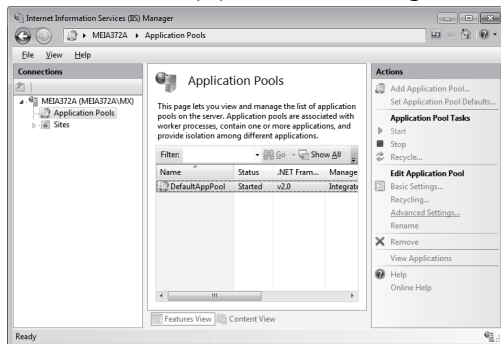 Internet Information Services (IIS) Manager
MEIA372A
Application Pools
File View Help
Connections
MEIA372A (MEIA372A\MX)
Application Pools
Sites
Application Pools
This page lets you view and manage the list of application
pools on the server. Application pools are associated with
worker processes, contain one or more applications, and
provide isolation among different applications.
Filter: Go Show All
Name Status .NET Fram... Manage
DefaultAppPool Started v2.0 Integrate
Features View Content View
Actions
Add Application Pool...
Set Application Pool Defaults...
Application Pool Tasks
Start
Stop
Recycle...
Edit Application Pool
Basic Settings...
Recycling...
Advanced Settings...
Rename
Remove
View Applications
Help
Online Help
Ready